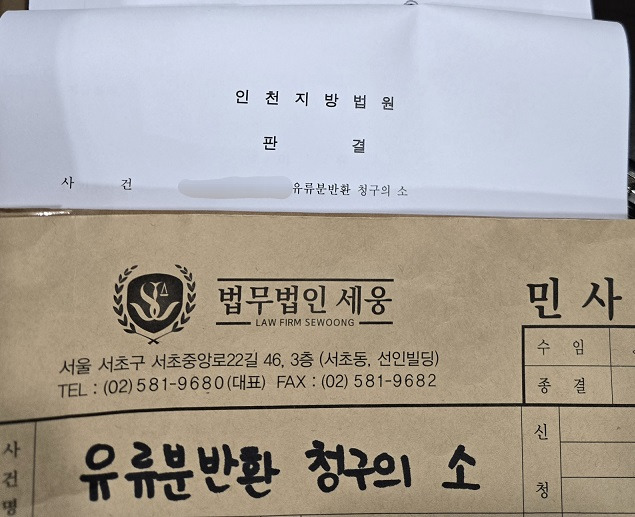 인천지방법원
판 결
사 건 유류분반환 청구의 소
법무법인 세웅
LAW FIRM SEWOONG
민사
서울 서초구 서초중앙로22길 46, 3층 (서초동, 선인빌딩)
TEL : (02) 581-9680(대표) FAX : (02) 581-9682
수 임
종 결
사건명
유류분반환 청구의 소
신청